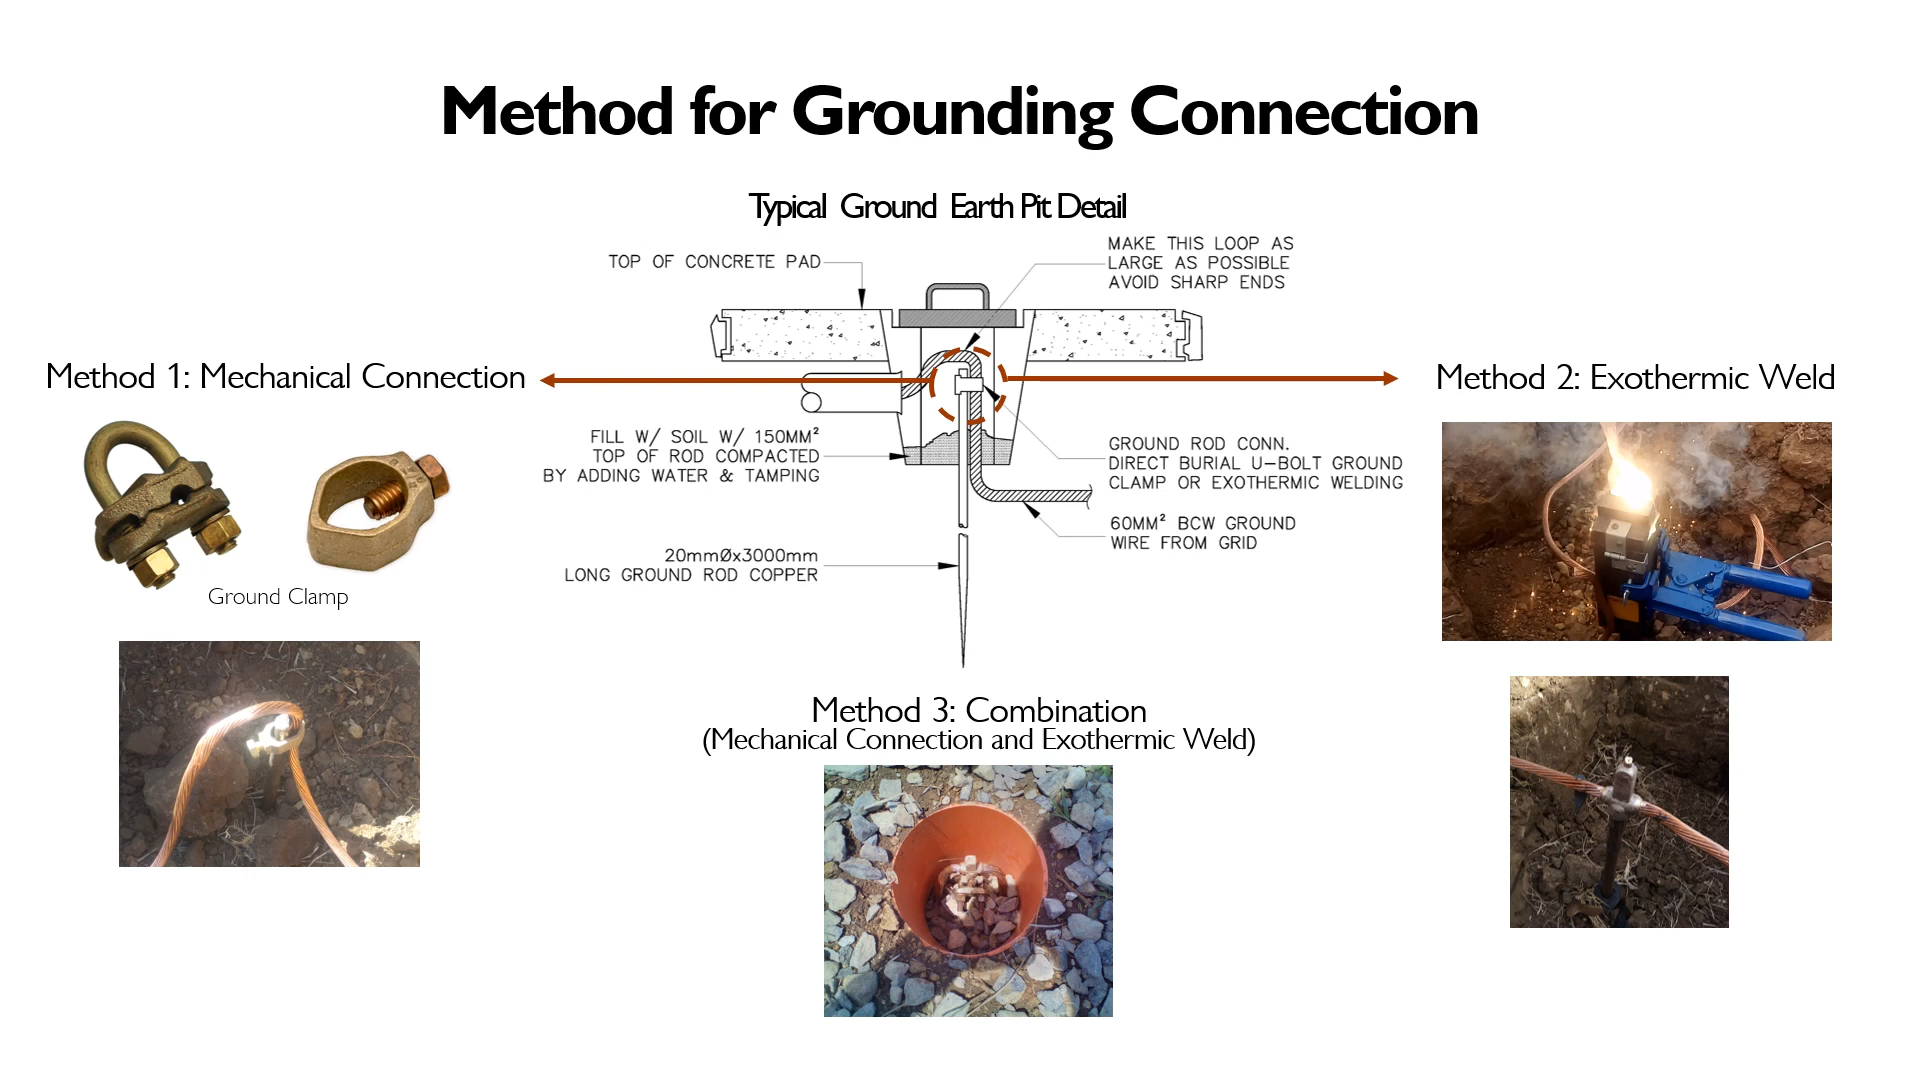 Method for Grounding Connection
Typical Ground Earth Pit Detail
TOP OF CONCRETE PAD
MAKE THIS LOOP AS
LARGE AS POSSIBLE
AVOID SHARP ENDS
Method 1: Mechanical Connection
Method 2: Exothermic Weld
FILL W/ SOIL W/ 150MM²
TOP OF ROD COMPACTED
BY ADDING WATER & TAMPING
GROUND ROD CONN.
DIRECT BURIAL U-BOLT GROUND
CLAMP OR EXOTHERMIC WELDING
60MM² BCW GROUND
WIRE FROM GRID
20mmØx3000mm
LONG GROUND ROD COPPER
Ground Clamp
Method 3: Combination
(Mechanical Connection and Exothermic Weld)